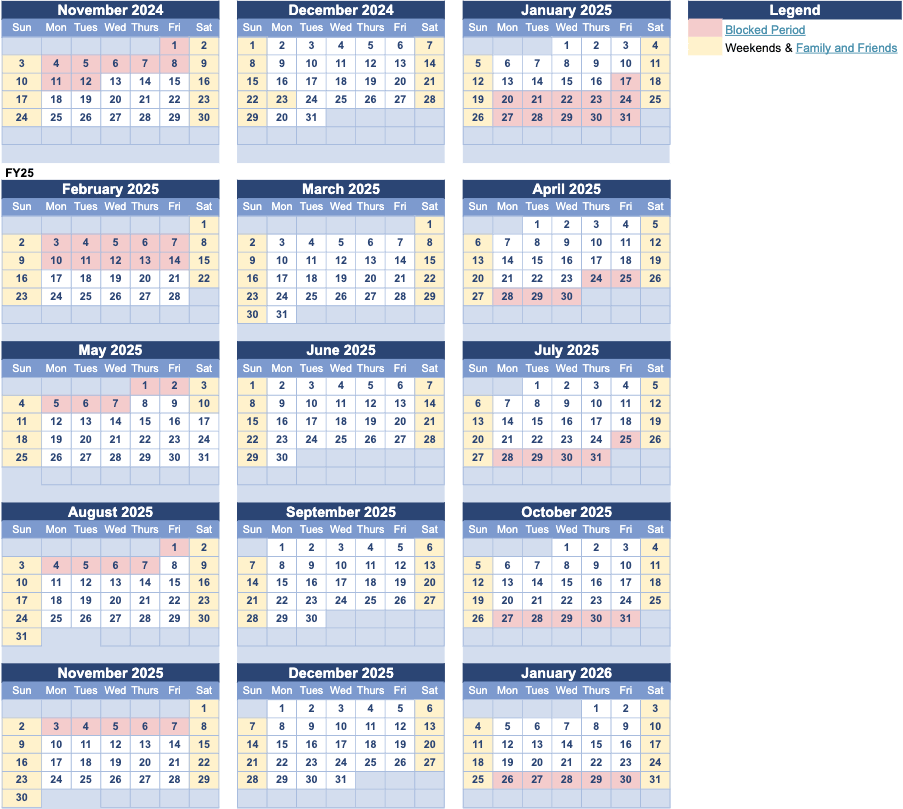 November 2024
Sun Mon Tues Wed Thurs Fri Sat
1 2
3 4 5 6 7 8 9
10 11 12 13 14 15 16
17 18 19 20 21 22 23
24 25 26 27 28 29 30
December 2024
Sun Mon Tues Wed Thurs Fri Sat
1 2 3 4 5 6 7
8 9 10 11 12 13 14
15 16 17 18 19 20 21
22 23 24 25 26 27 28
29 30 31
January 2025
Sun Mon Tues Wed Thurs Fri Sat
1 2 3 4
5 6 7 8 9 10 11
12 13 14 15 16 17 18
19 20 21 22 23 24 25
26 27 28 29 30 31
Legend
Blocked Period
Weekends & Family and Friends
FY25
February 2025
Sun Mon Tues Wed Thurs Fri Sat
1
2 3 4 5 6 7 8
9 10 11 12 13 14 15
16 17 18 19 20 21 22
23 24 25 26 27 28
March 2025
Sun Mon Tues Wed Thurs Fri Sat
1
2 3 4 5 6 7 8
9 10 11 12 13 14 15
16 17 18 19 20 21 22
23 24 25 26 27 28 29
30 31
April 2025
Sun Mon Tues Wed Thurs Fri Sat
1 2 3 4 5
6 7 8 9 10 11 12
13 14 15 16 17 18 19
20 21 22 23 24 25 26
27 28 29 30
May 2025
Sun Mon Tues Wed Thurs Fri Sat
1 2 3
4 5 6 7 8 9 10
11 12 13 14 15 16 17
18 19 20 21 22 23 24
25 26 27 28 29 30 31
June 2025
Sun Mon Tues Wed Thurs Fri Sat
1 2 3 4 5 6 7
8 9 10 11 12 13 14
15 16 17 18 19 20 21
22 23 24 25 26 27 28
29 30
July 2025
Sun Mon Tues Wed Thurs Fri Sat
1 2 3 4 5
6 7 8 9 10 11 12
13 14 15 16 17 18 19
20 21 22 23 24 25 26
27 28 29 30 31
August 2025
Sun Mon Tues Wed Thurs Fri Sat
1 2
3 4 5 6 7 8 9
10 11 12 13 14 15 16
17 18 19 20 21 22 23
24 25 26 27 28 29 30
31
September 2025
Sun Mon Tues Wed Thurs Fri Sat
1 2 3 4 5 6
7 8 9 10 11 12 13
14 15 16 17 18 19 20
21 22 23 24 25 26 27
28 29 30
October 2025
Sun Mon Tues Wed Thurs Fri Sat
1 2 3 4
5 6 7 8 9 10 11
12 13 14 15 16 17 18
19 20 21 22 23 24 25
26 27 28 29 30 31
November 2025
Sun Mon Tues Wed Thurs Fri Sat
1
2 3 4 5 6 7 8
9 10 11 12 13 14 15
16 17 18 19 20 21 22
23 24 25 26 27 28 29
30
December 2025
Sun Mon Tues Wed Thurs Fri Sat
1 2 3 4 5 6
7 8 9 10 11 12 13
14 15 16 17 18 19 20
21 22 23 24 25 26 27
28 29 30 31
January 2026
Sun Mon Tues Wed Thurs Fri Sat
1 2 3
4 5 6 7 8 9 10
11 12 13 14 15 16 17
18 19 20 21 22 23 24
25 26 27 28 29 30 31